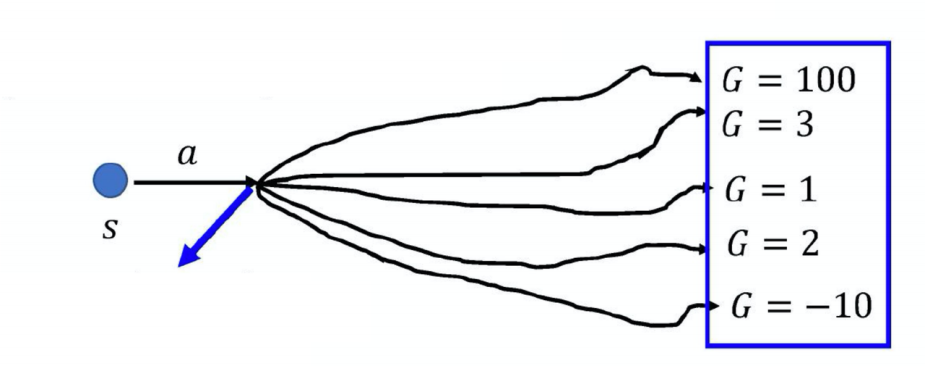 G = 100
a
G = 3
G = 1
s
G = 2
G = −10